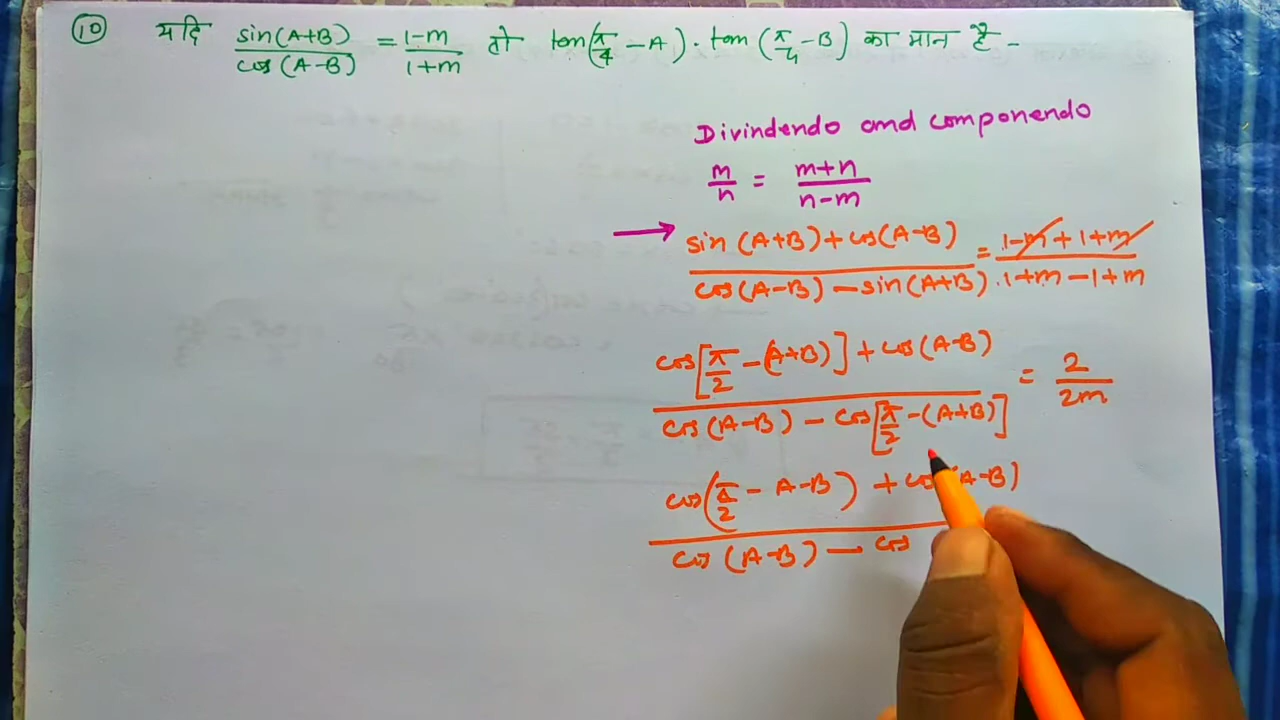 (10) यदि sin(A+B)/cos(A-B) = 1-m/1+m तो tan(π/4 - A) · tan(π/4 - B) का मान है -
Divindendo and componendo
m/n = m+n/n-m
→ sin(A+B)+cos(A-B)/cos(A-B)-sin(A+B) = 1-m+1+m/1+m-1+m
cos[π/2-(A+B)]+cos(A-B)/cos(A-B)-cos[π/2-(A+B)] = 2/2m
cos(π/2-A-B)+cos(A-B)/cos(A-B)-cos